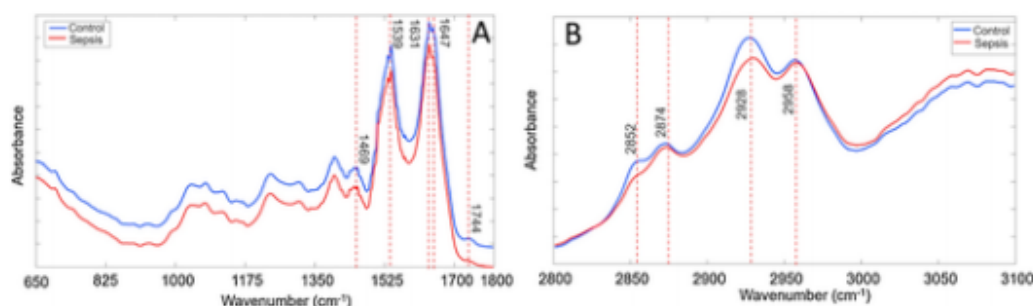 Control
Sepsis
A
1539
1631
1647
1469
1744
Absorbance
650 825 1000 1175 1350 1525 1700 1800
Wavenumber (cm-1)
Control
Sepsis
B
2852
2874
2928
2958
Absorbance
2800 2850 2900 2950 3000 3050 3100
Wavenumber (cm-1)